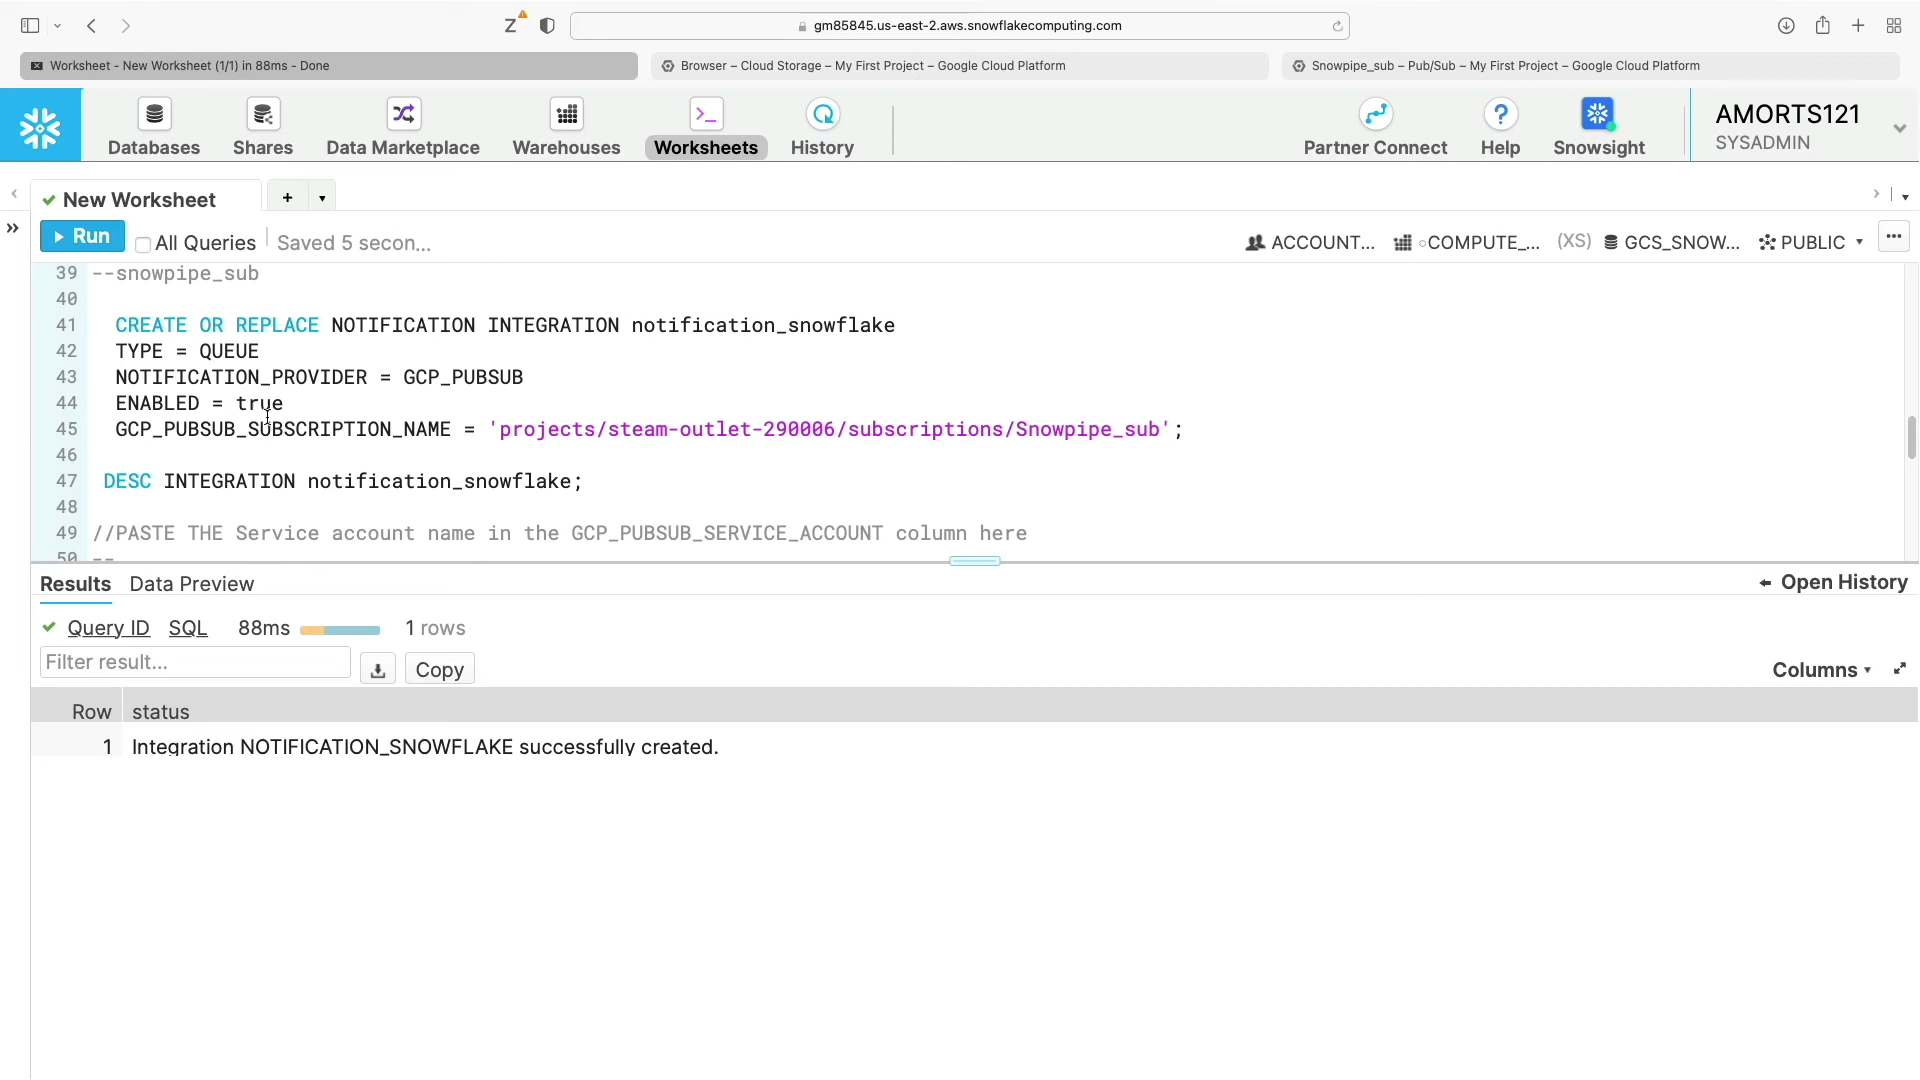 gm85845.us-east-2.aws.snowflakecomputing.com
Worksheet - New Worksheet (1/1) in 88ms - Done
Browser – Cloud Storage – My First Project – Google Cloud Platform
Snowpipe_sub – Pub/Sub – My First Project – Google Cloud Platform
Databases
Shares
Data Marketplace
Warehouses
Worksheets
History
Partner Connect
Help
Snowsight
AMORTS121
SYSADMIN
New Worksheet
Run
All Queries
Saved 5 secon...
ACCOUNT...
COMPUTE_...
(XS)
GCS_SNOW...
PUBLIC
39 --snowpipe_sub
40
41 CREATE OR REPLACE NOTIFICATION INTEGRATION notification_snowflake
42 TYPE = QUEUE
43 NOTIFICATION_PROVIDER = GCP_PUBSUB
44 ENABLED = true
45 GCP_PUBSUB_SUBSCRIPTION_NAME = 'projects/steam-outlet-290006/subscriptions/Snowpipe_sub';
46
47 DESC INTEGRATION notification_snowflake;
48
49 //PASTE THE Service account name in the GCP_PUBSUB_SERVICE_ACCOUNT column here
50 --
Results
Data Preview
Open History
Query ID
SQL
88ms
1 rows
Filter result...
Copy
Columns
Row status
1 Integration NOTIFICATION_SNOWFLAKE successfully created.